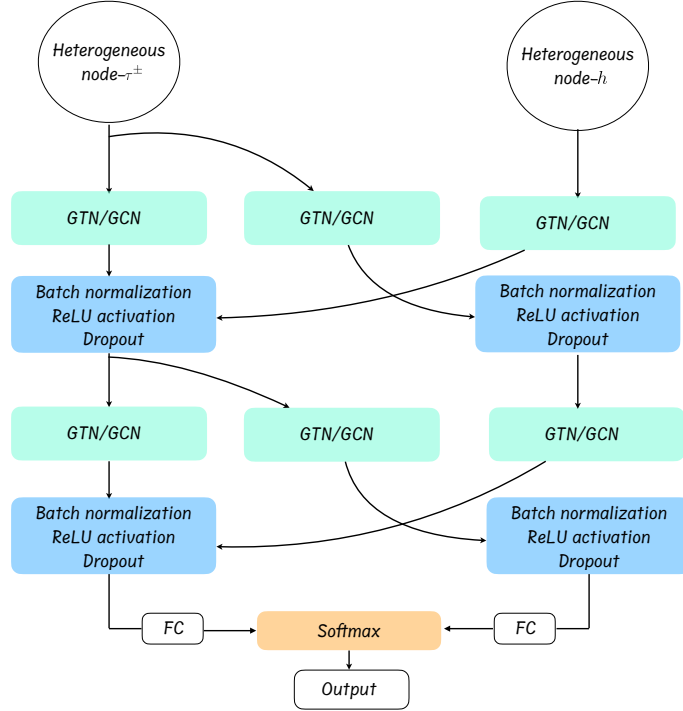 Heterogeneous
node-τ±
Heterogeneous
node-h
GTN/GCN
GTN/GCN
GTN/GCN
Batch normalization
ReLU activation
Dropout
Batch normalization
ReLU activation
Dropout
GTN/GCN
GTN/GCN
GTN/GCN
Batch normalization
ReLU activation
Dropout
Batch normalization
ReLU activation
Dropout
FC
Softmax
FC
Output